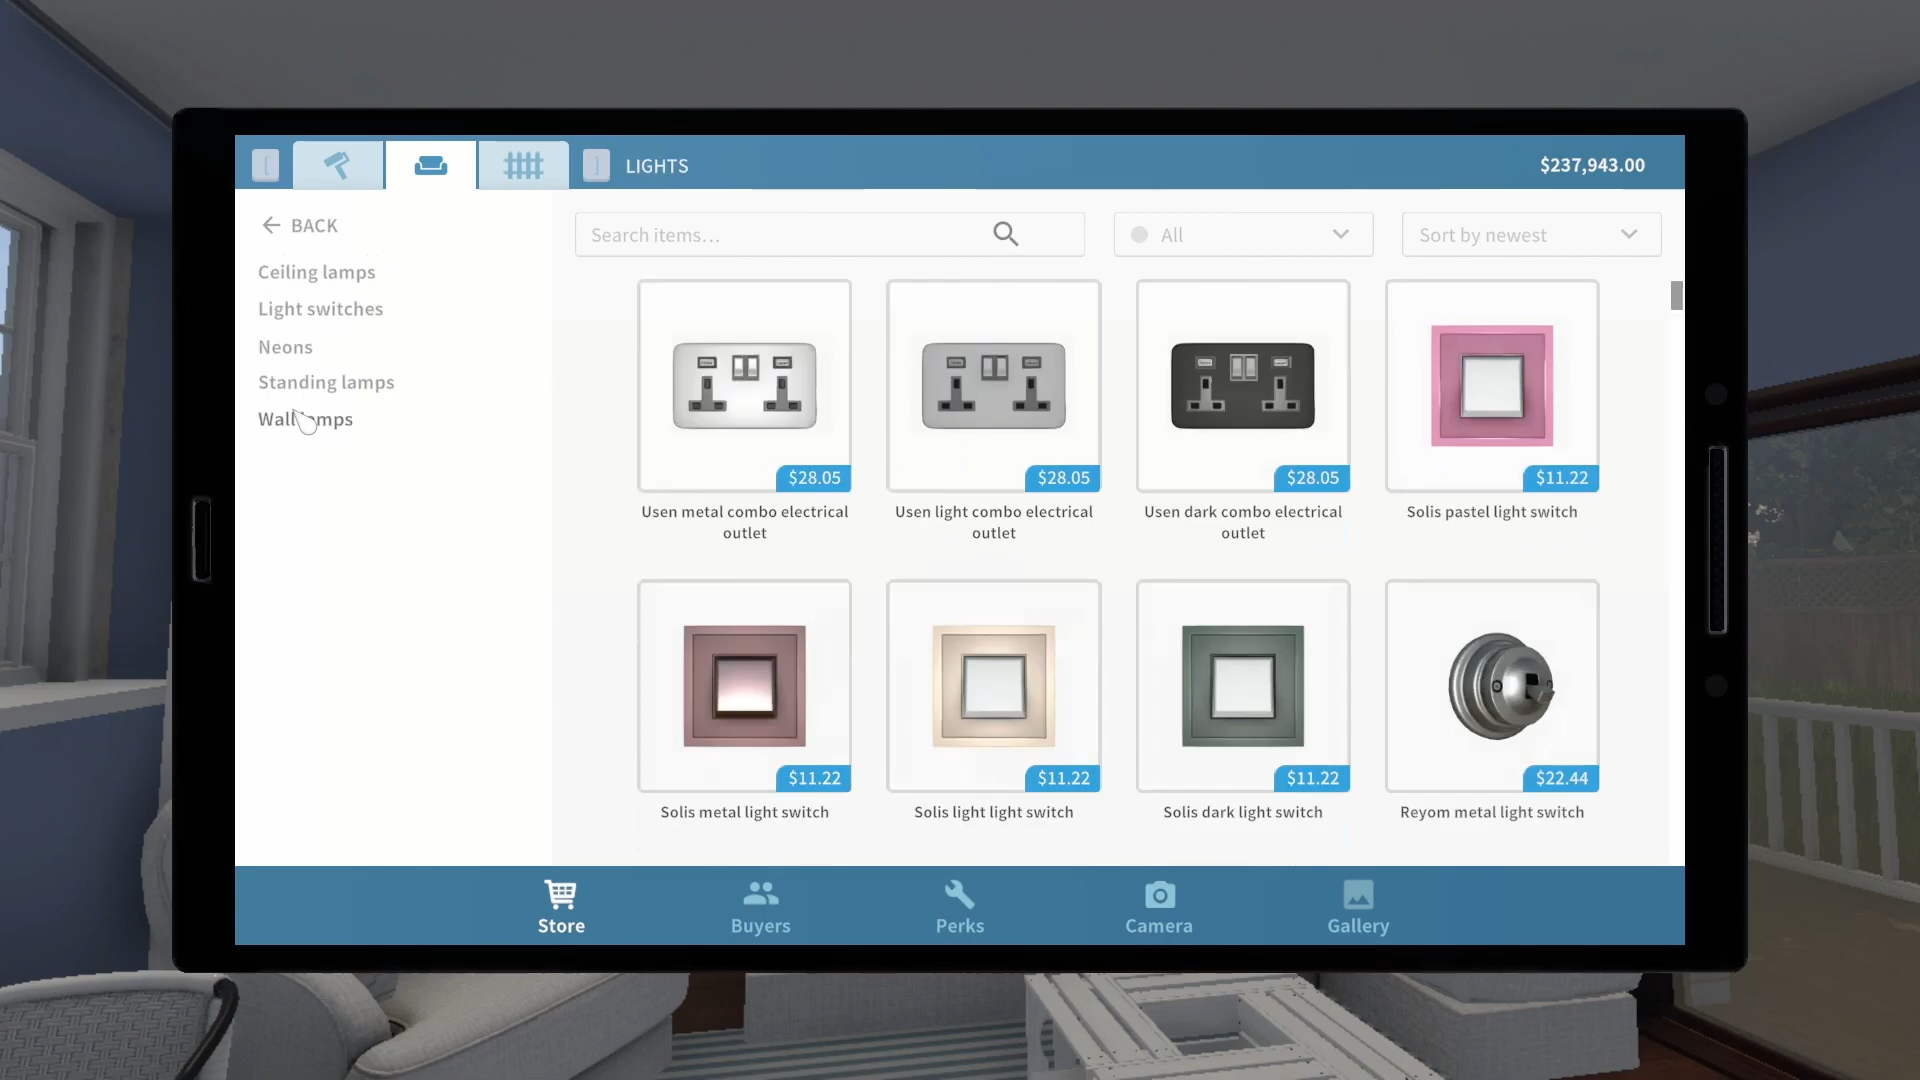 [
] LIGHTS
$237,943.00
BACK
Ceiling lamps
Light switches
Neons
Standing lamps
Search items...
All
Sort by newest
$28.05
$28.05
$28.05
$11.22
Usen metal combo electrical
outlet
Usen light combo electrical
outlet
Usen dark combo electrical
outlet
Solis pastel light switch
$11.22
$11.22
$11.22
$22.44
Solis metal light switch
Solis light light switch
Solis dark light switch
Reyom metal light switch
Store
Buyers
Perks
Camera
Gallery